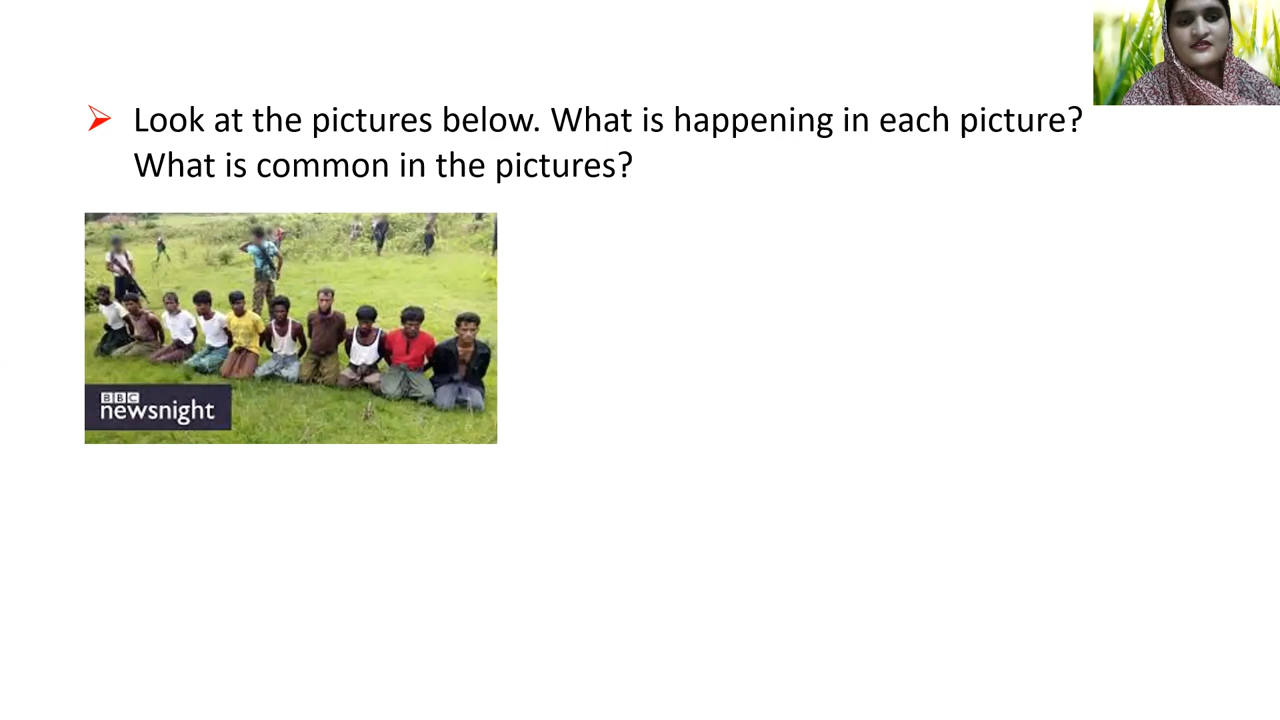 Look at the pictures below. What is happening in each picture?
What is common in the pictures?
BBC
newsnight